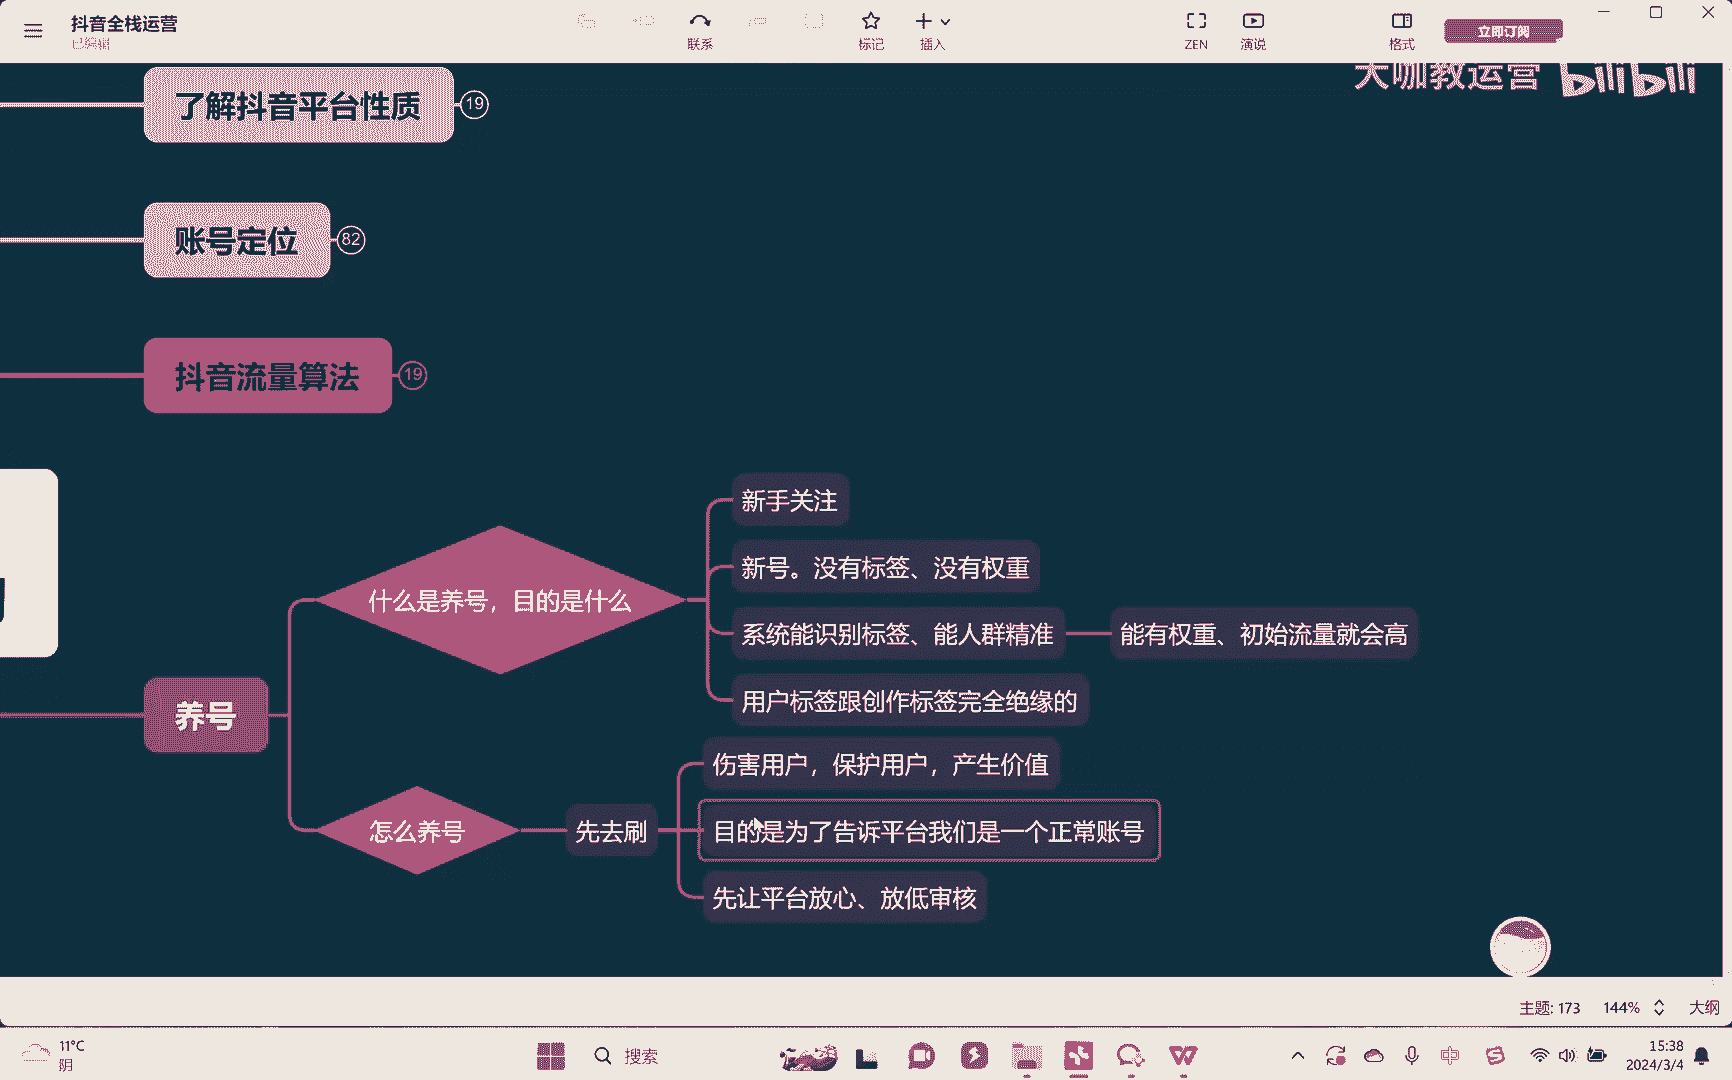 抖音全栈运营
已编辑
联系
标记
插入
ZEN
演说
格式
立即订阅
大咖教运营 bilibili
了解抖音平台性质
19
账号定位
82
抖音流量算法
19
新手关注
新号。没有标签、没有权重
什么是养号，目的是什么
系统能识别标签、能人群精准
能有权重、初始流量就会高
用户标签跟创作标签完全绝缘的
养号
伤害用户，保护用户，产生价值
怎么养号
先去刷
目的是为了告诉平台我们是一个正常账号
先让平台放心、放低审核
主题: 173
144%
大纲
11°C
阴
搜索
中
15:38
2024/3/4